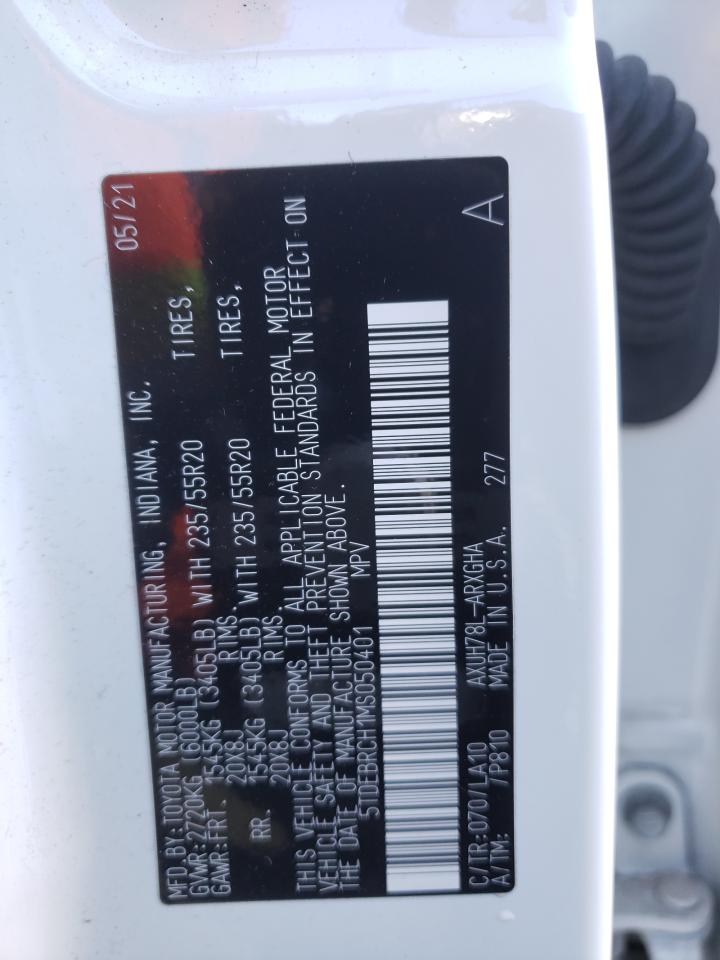 MFD.BY:TOYOTA MOTOR MANUFACTURING, INDIANA, INC. 05/21
GVWR:2720KG (6000LB)
GAWR:FRT. 1545KG (3405LB) WITH 235/55R20 TIRES,
20X8J RIMS.
RR. 1545KG (3405LB) WITH 235/55R20 TIRES,
20X8J RIMS.
THIS VEHICLE CONFORMS TO ALL APPLICABLE FEDERAL MOTOR
VEHICLE SAFETY AND THEFT PREVENTION STANDARDS IN EFFECT ON
THE DATE OF MANUFACTURE SHOWN ABOVE.
5TDEBRCH1MS050401 MPV
C/TR:070/LA10 AXUH78L-ARXGHA
A/TM: /P810 MADE IN U.S.A. 277 A